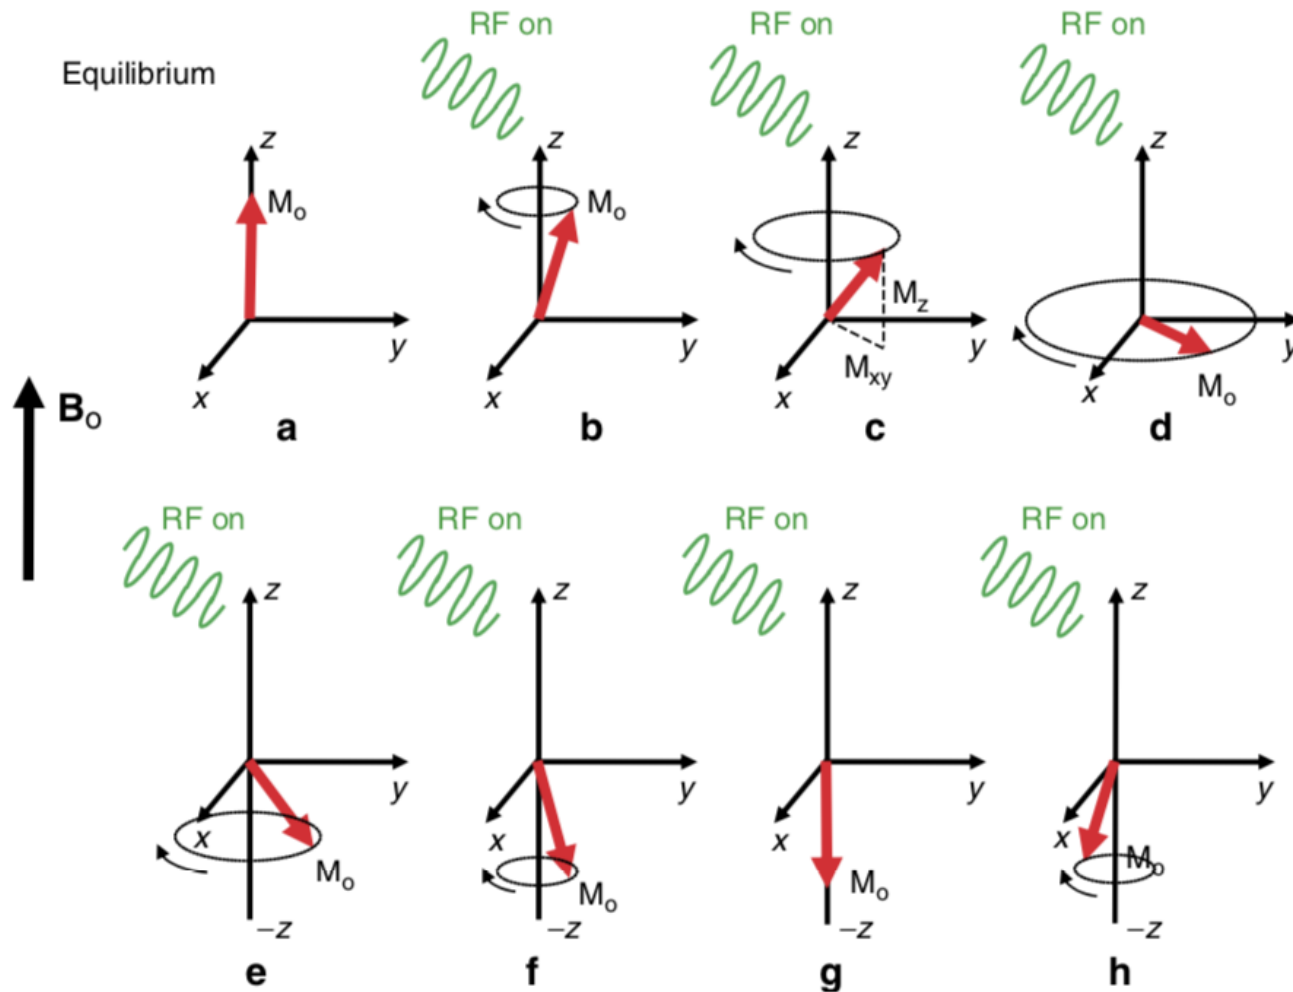 RF on RF on RF on
Equilibrium
z z z z
Mo Mo
Mz
y y y y
Mxy
x x x x Mo
Bo
a b c d
RF on RF on RF on RF on
z z z z
y y y y
x x x x
Mo Mo Mo Mo
–z –z –z –z
e f g h